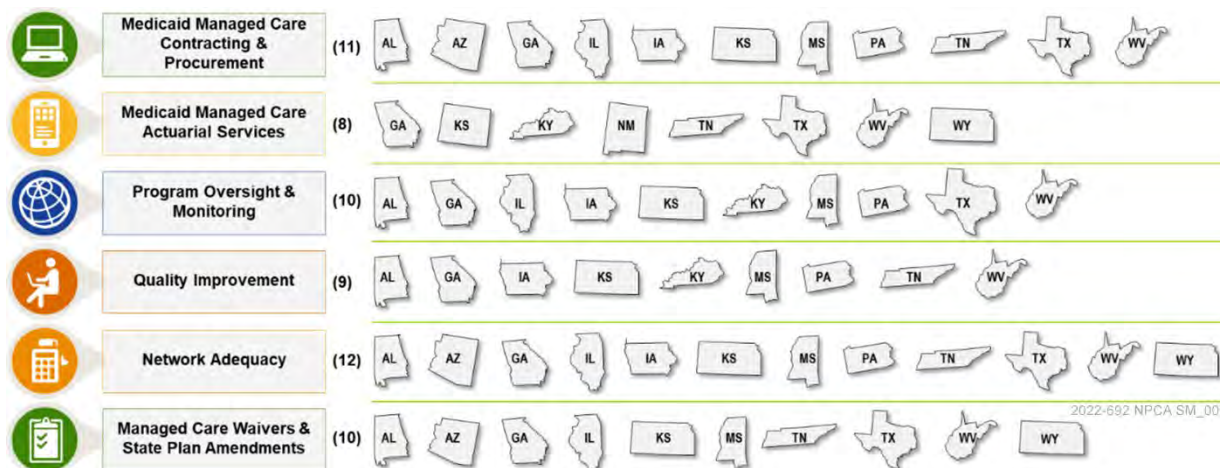 Medicaid Managed Care
Contracting &
Procurement
(11)
AL AZ GA IL IA KS MS PA TN TX WV
Medicaid Managed Care
Actuarial Services
(8)
GA KS KY NM TN TX WV WY
Program Oversight &
Monitoring
(10)
AL GA IL IA KS KY MS PA TX WV
Quality Improvement
(9)
AL GA IA KS KY MS PA TN WV
Network Adequacy
(12)
AL AZ GA IL IA KS MS PA TN TX WV WY
2022-692 NPCA SM_00
Managed Care Waivers &
State Plan Amendments
(10)
AL AZ GA IL KS MS TN TX WV WY